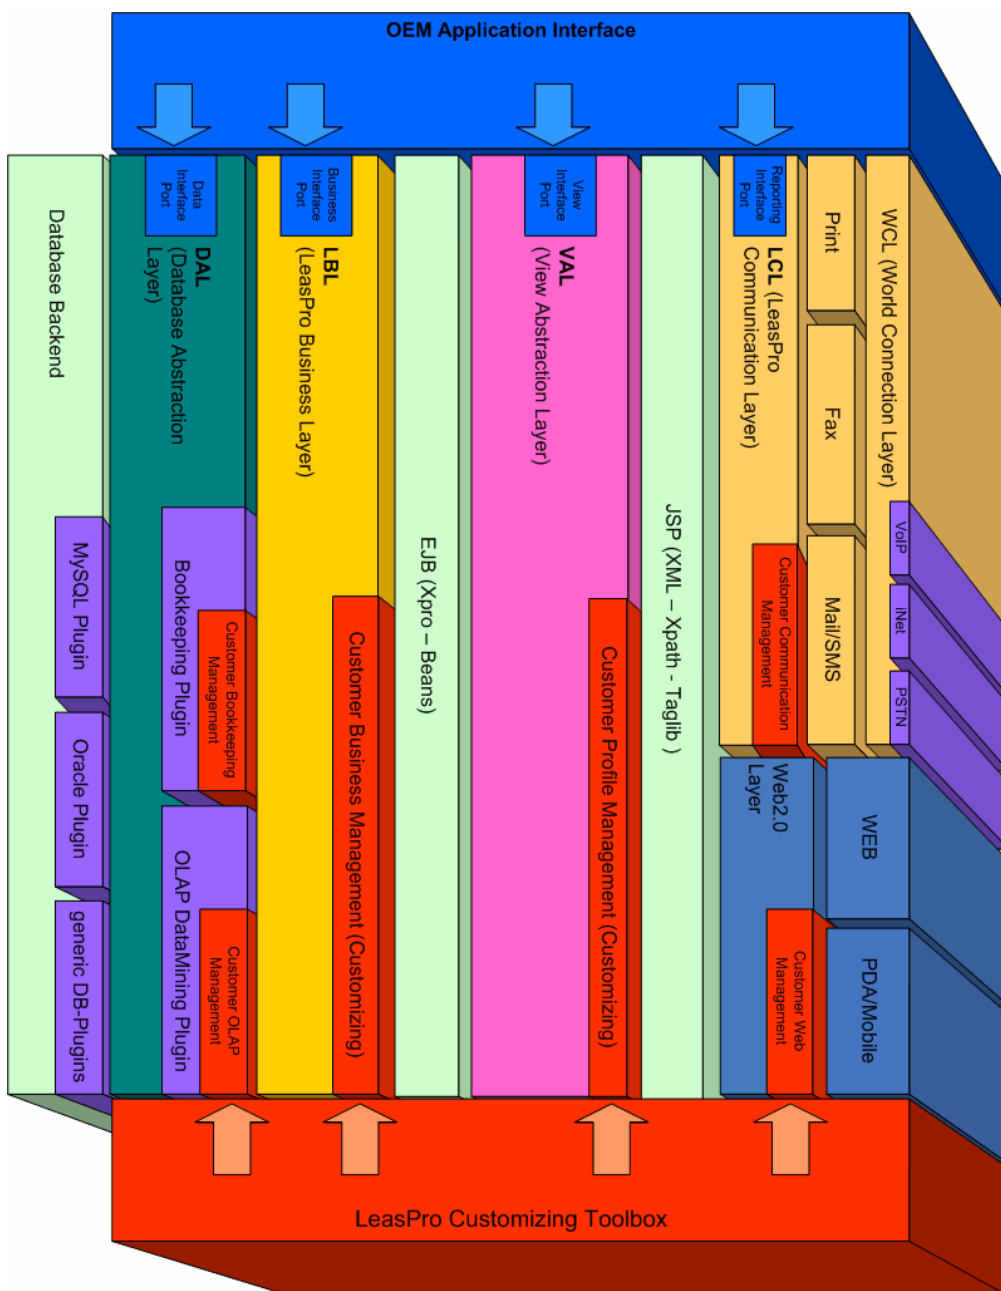 OEM Application Interface
Database Backend
MySQL Plugin
Oracle Plugin
generic DB-Plugins
Data
Interface
Port
DAL
(Database Abstraction
Layer)
Bookkeeping Plugin
Customer Bookkeeping
Management
OLAP DataMining Plugin
Customer OLAP
Management
Business
Interface
Port
LBL
(LeasPro Business Layer)
Customer Business Management (Customizing)
EJB (Xpro – Beans)
View
Interface
Port
VAL
(View Abstraction Layer)
Customer Profile Management (Customizing)
JSP (XML – Xpath - Taglib )
Reporting
Interface
Port
LCL (LeasPro
Communication Layer)
Customer Communication
Management
Print
Fax
Mail/SMS
WCL (World Connection Layer)
VoIP
iNet
PSTN
Web2.0
Layer
Customer Web
Management
WEB
PDA/Mobile
LeasPro Customizing Toolbox